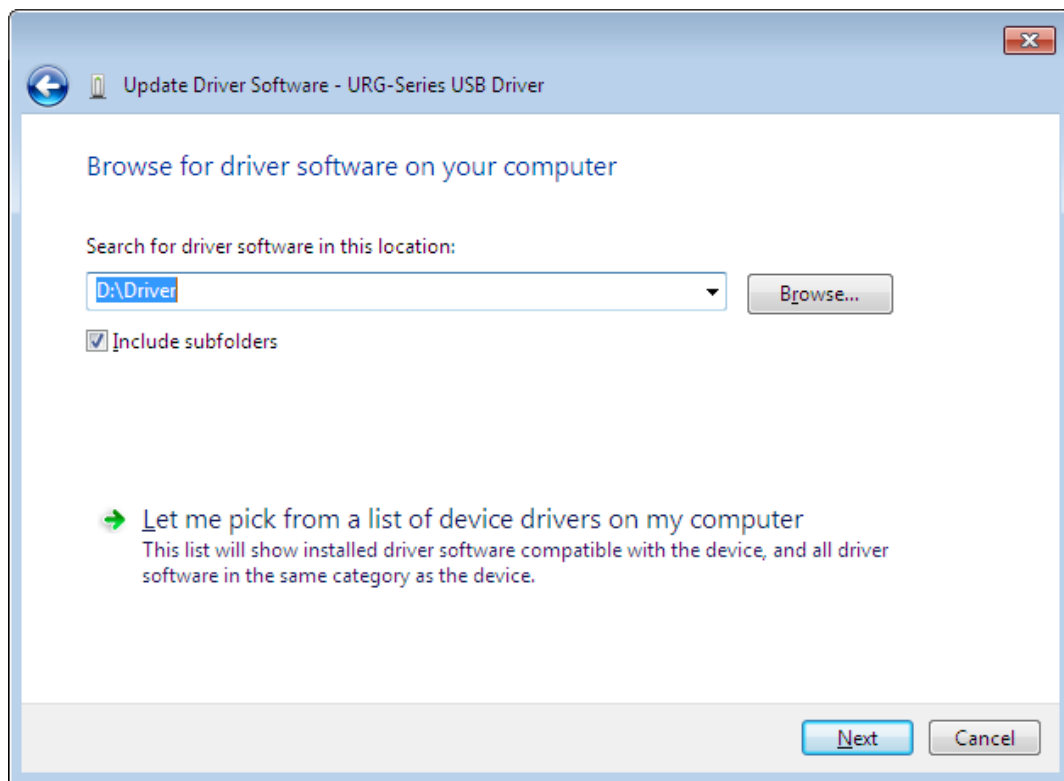 Update Driver Software - URG-Series USB Driver
Browse for driver software on your computer
Search for driver software in this location:
D:\Driver
Browse...
Include subfolders
Let me pick from a list of device drivers on my computer
This list will show installed driver software compatible with the device, and all driver
software in the same category as the device.
Next
Cancel